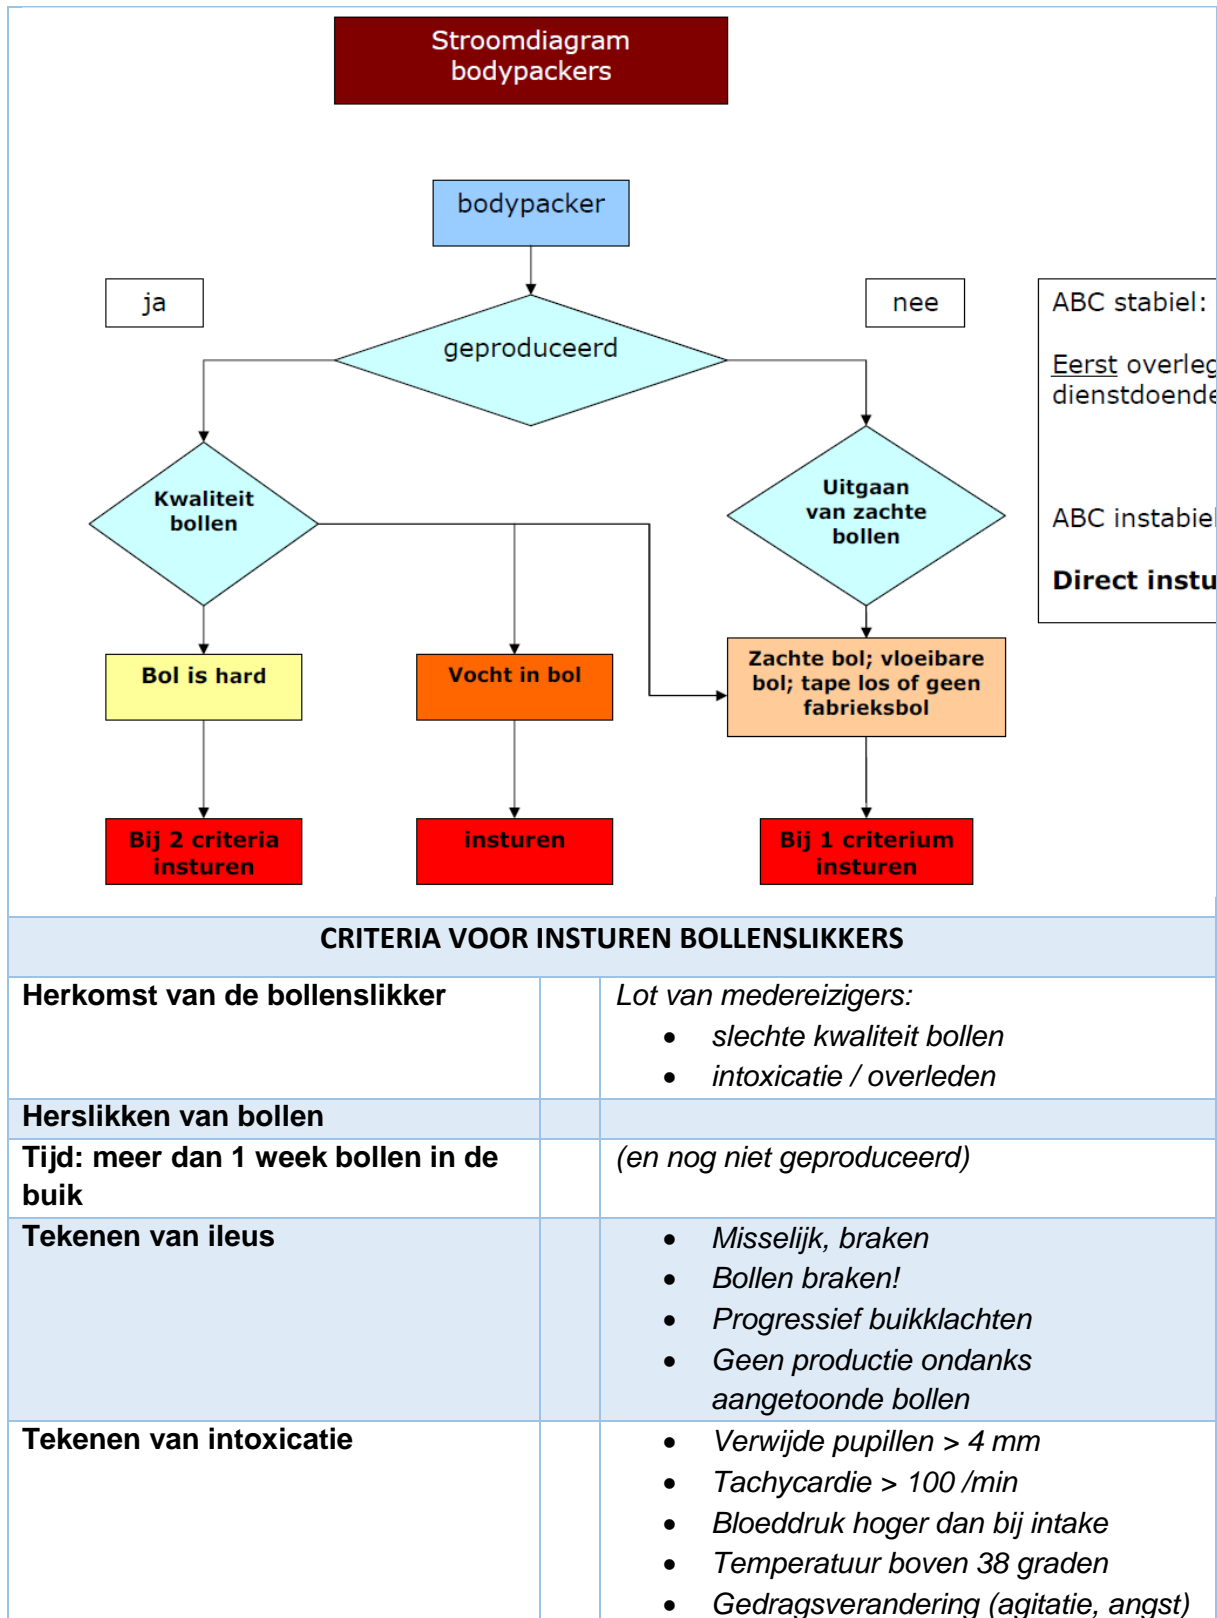 Stroomdiagram
bodypackers
bodypacker
ja
nee
geproduceerd
ABC stabiel:
Eerst overleg
dienstdoende
ABC instabiel
Direct instu
Kwaliteit
bollen
Uitgaan
van zachte
bollen
Bol is hard
Vocht in bol
Zachte bol; vloeibare
bol; tape los of geen
fabrieksbol
Bij 2 criteria
insturen
insturen
Bij 1 criterium
insturen
CRITERIA VOOR INSTUREN BOLLENSLIKKERS
Herkomst van de bollenslikker
Lot van medereizigers:
• slechte kwaliteit bollen
• intoxicatie / overleden
Herslikken van bollen
Tijd: meer dan 1 week bollen in de
buik
(en nog niet geproduceerd)
Tekenen van ileus
• Misselijk, braken
• Bollen braken!
• Progressief buikklachten
• Geen productie ondanks
aangetoonde bollen
Tekenen van intoxicatie
• Verwijde pupillen > 4 mm
• Tachycardie > 100 /min
• Bloeddruk hoger dan bij intake
• Temperatuur boven 38 graden
• Gedragsverandering (agitatie, angst)